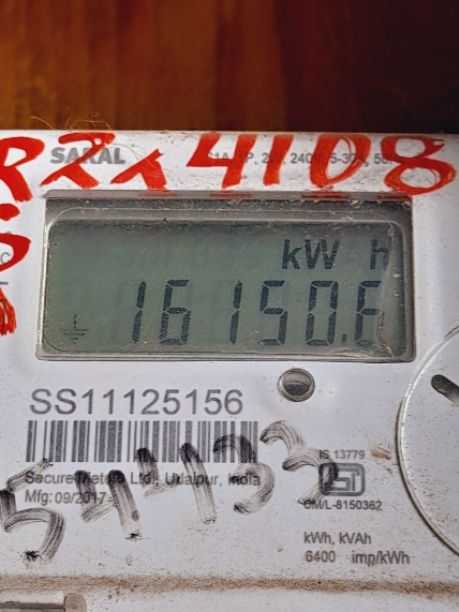 SARAL
4108
kW h
16150.6
SS11125156
Secure Meters Ltd., Udaipur, India
Mfg:09/2017
544133
IS 13779
CM/L-8150362
kWh, kVAh
6400 imp/kWh